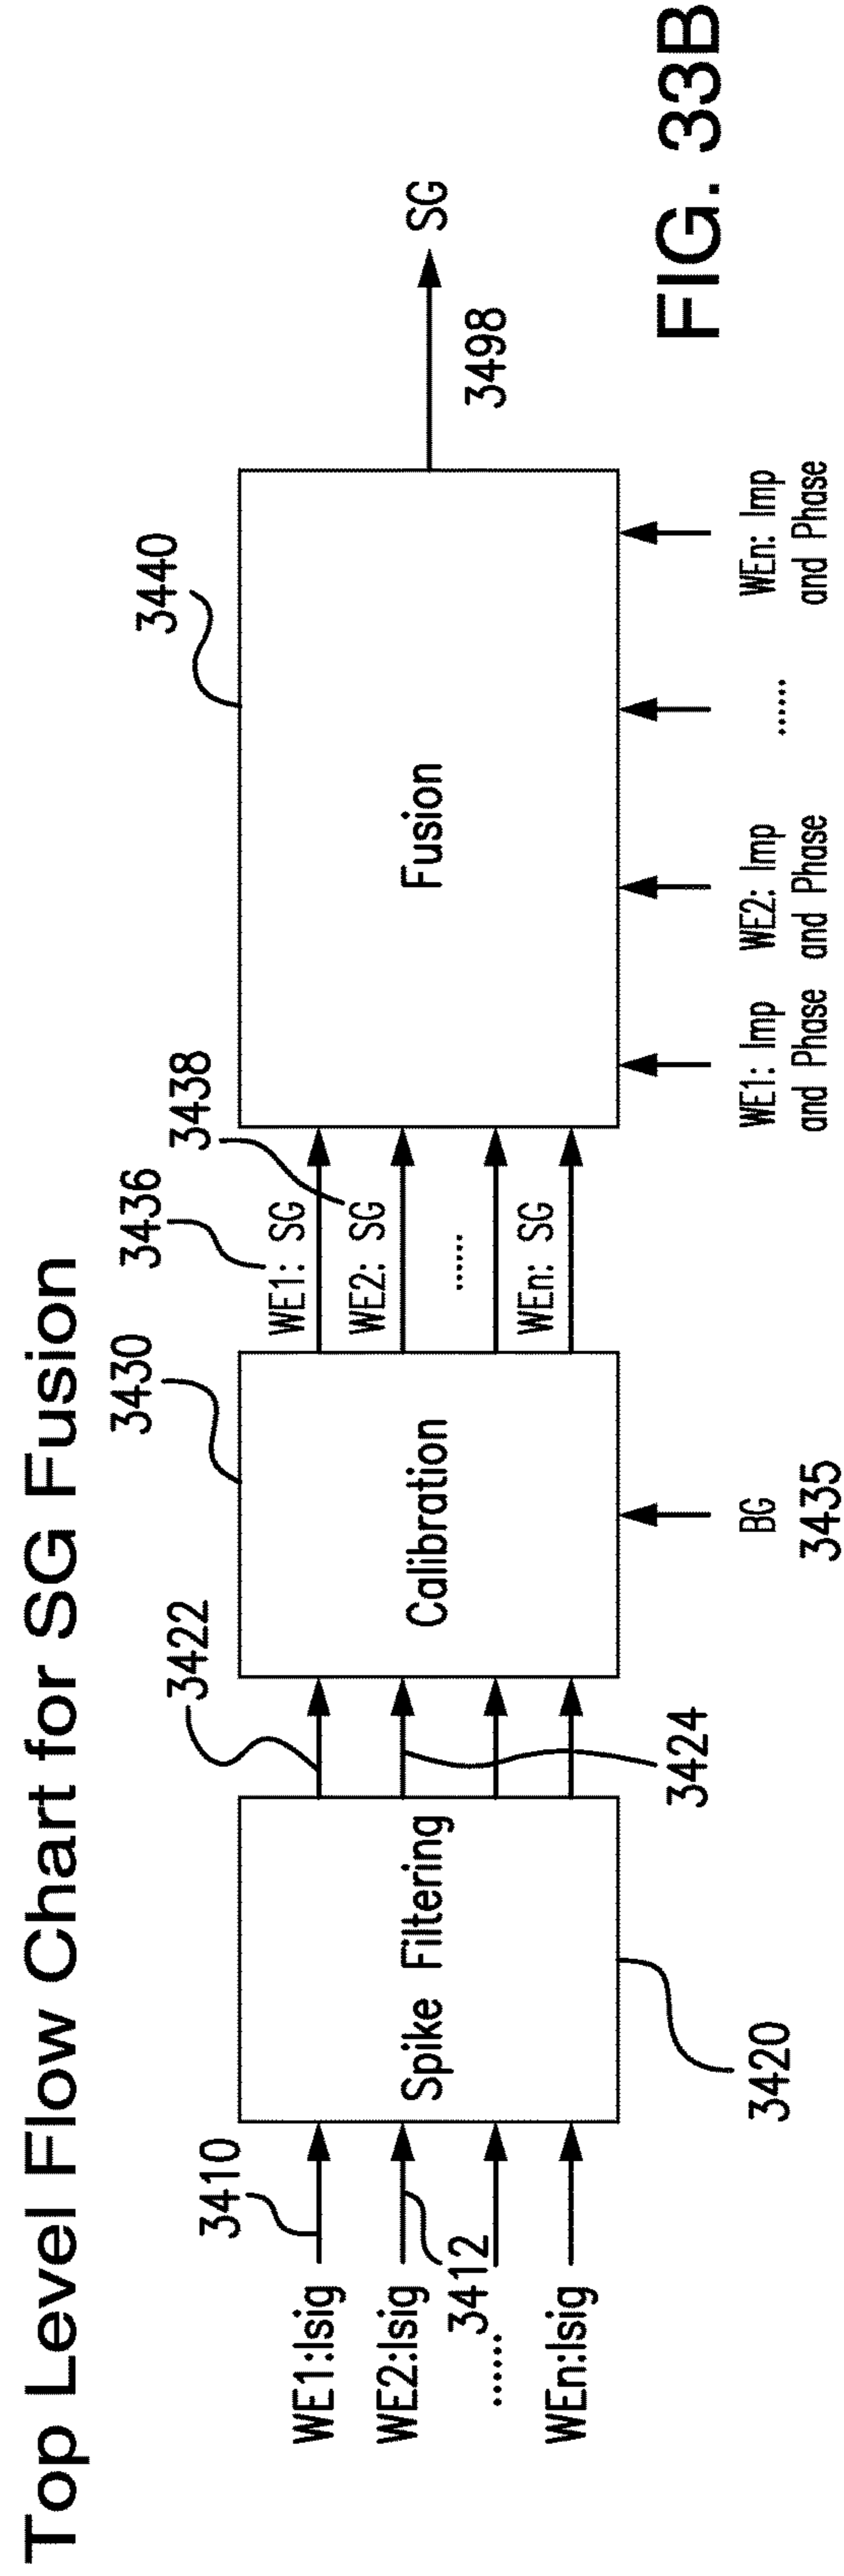 Top Level Flow Chart for SG Fusion
WE1:Isig
WE2:Isig
......
WEn:Isig
3410
3412
Spike Filtering
3420
3422
3424
Calibration
3430
BG
3435
WE1: SG
WE2: SG
......
WEn: SG
3436
3438
Fusion
3440
WE1: Imp
and Phase
WE2: Imp
and Phase
......
WEn: Imp
and Phase
SG
3498
FIG. 33B